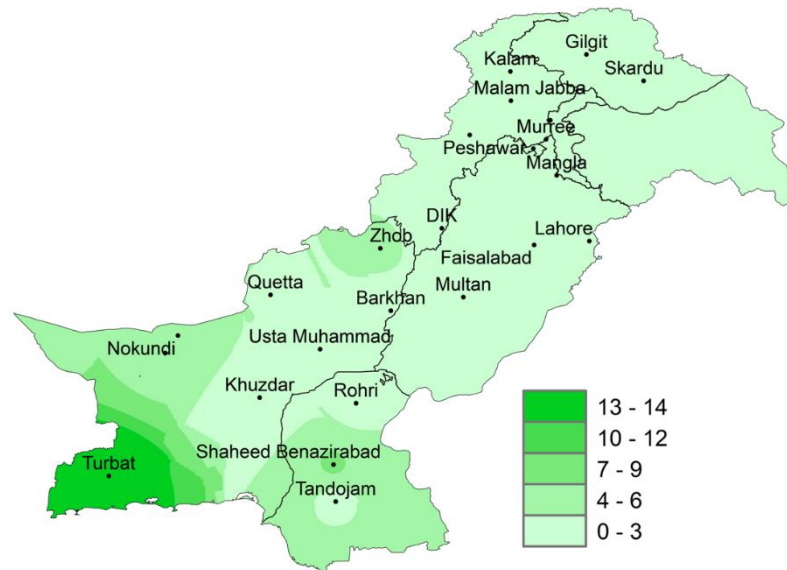 Gilgit
Kalam
Skardu
Malam Jabba
Murree
Peshawar
Mangla
DIK
Zhdb
Lahore
Faisalabad
Quetta
Multan
Barkhan
Usta Muhammad
Nokundi
Khuzdar
Rohri
Shaheed Benazirabad
Turbat
Tandojam
13 - 14
10 - 12
7 - 9
4 - 6
0 - 3